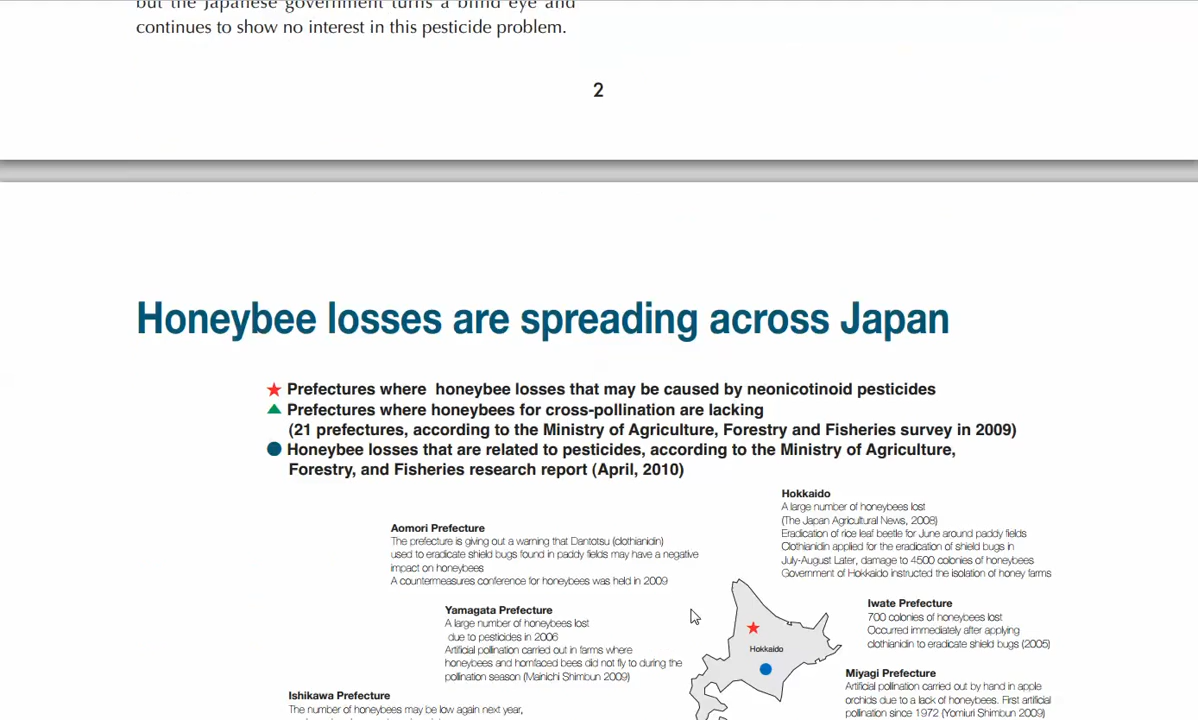 but the Japanese government turns a blind eye and
continues to show no interest in this pesticide problem.
2
Honeybee losses are spreading across Japan
Prefectures where honeybee losses that may be caused by neonicotinoid pesticides
Prefectures where honeybees for cross-pollination are lacking
(21 prefectures, according to the Ministry of Agriculture, Forestry and Fisheries survey in 2009)
Honeybee losses that are related to pesticides, according to the Ministry of Agriculture,
Forestry, and Fisheries research report (April, 2010)
Hokkaido
A large number of honeybees lost
(The Japan Agricultural News, 2008)
Eradication of rice leaf beetle for June around paddy fields
Clothianidin applied for the eradication of shield bugs in
July-August Later, damage to 4500 colonies of honeybees
Government of Hokkaido instructed the isolation of honey farms
Aomori Prefecture
The prefecture is giving out a warning that Dantotsu (clothianidin)
used to eradicate shield bugs found in paddy fields may have a negative
impact on honeybees
A countermeasures conference for honeybees was held in 2009
Yamagata Prefecture
A large number of honeybees lost
due to pesticides in 2006
Artificial pollination carried out in farms where
honeybees and hornfaced bees did not fly to during the
pollination season (Mainichi Shimbun 2009)
Iwate Prefecture
700 colonies of honeybees lost
Occurred immediately after applying
clothianidin to eradicate shield bugs (2005)
Hokkaido
Miyagi Prefecture
Artificial pollination carried out by hand in apple
orchids due to a lack of honeybees. First artificial
pollination since 1972 (Yomiuri Shimbun 2009)
Ishikawa Prefecture
The number of honeybees may be low again next year,